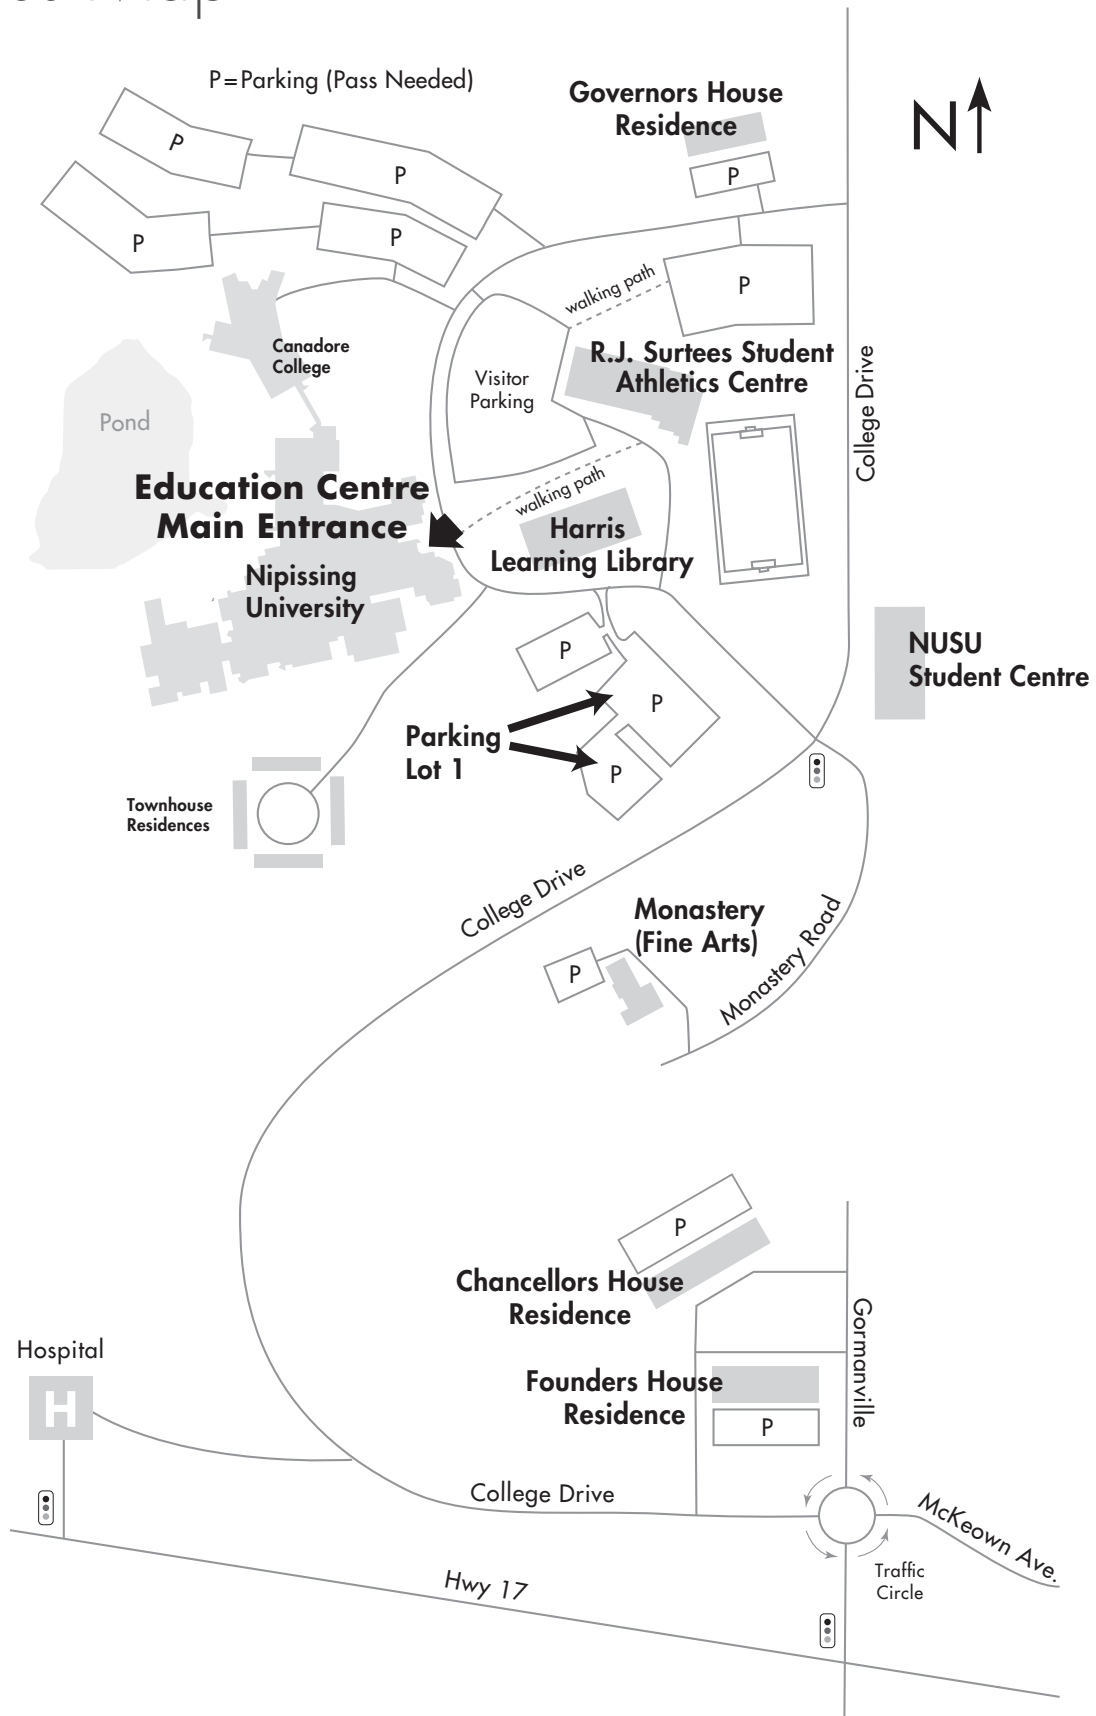 P=Parking (Pass Needed)
Governors House
Residence
N
P
P
P
P
P
P
walking path
Canadore
College
R.J. Surtees Student
Athletics Centre
Visitor
Parking
College Drive
Pond
Education Centre
Main Entrance
walking path
Harris
Learning Library
Nipissing
University
NUSU
Student Centre
P
P
Parking
Lot 1
P
Townhouse
Residences
College Drive
Monastery
(Fine Arts)
P
Monastery Road
P
Chancellors House
Residence
Gormanville
Hospital
H
Founders House
Residence
P
College Drive
McKeown Ave.
Traffic
Circle
Hwy 17